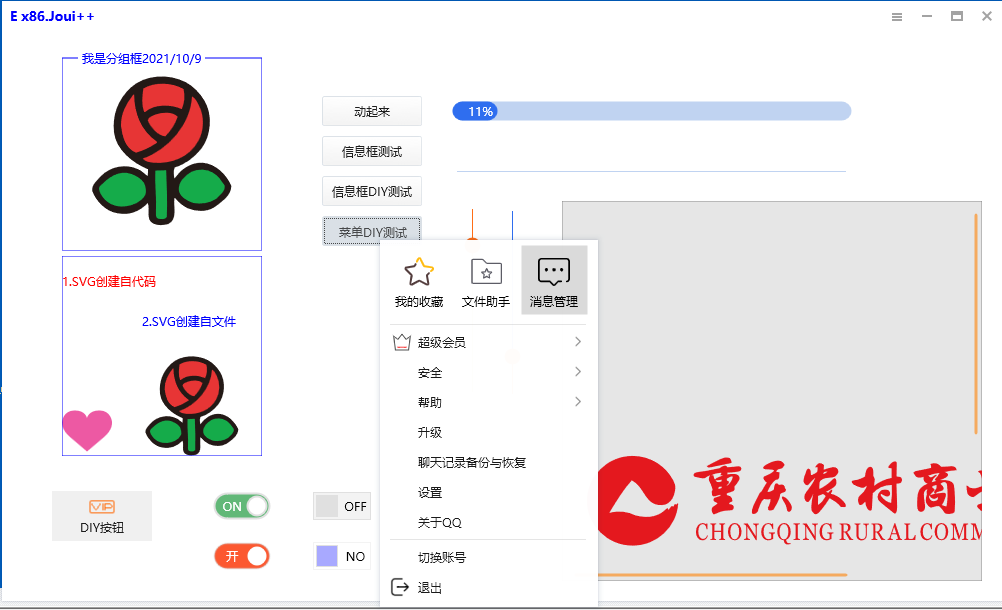 E x86.Joui++
我是分组框2021/10/9
动起来
信息框测试
信息框DIY测试
菜单DIY测试
11%
1.SVG创建自代码
2.SVG创建自文件
我的收藏
文件助手
消息管理
超级会员
安全
帮助
升级
聊天记录备份与恢复
设置
关于QQ
切换账号
退出
VIP
DIY按钮
ON
OFF
开
NO
重庆农村商
CHONGQING RURAL COMM